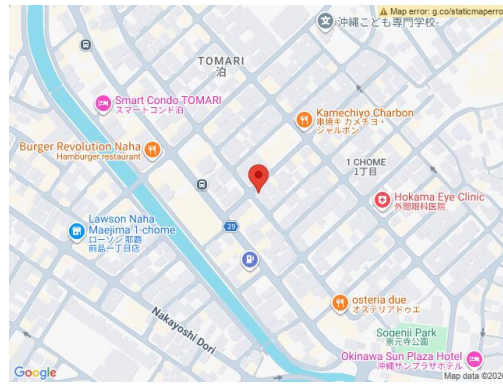 Map error: g.co/staticmaperro
沖縄こども専門学校
TOMARI
泊
Smart Condo TOMARI
スマートコンド泊
Kamechiyo Charbon
串焼キ カメチヨ・
シャルボン
Burger Revolution Naha
Hamburger restaurant
1 CHOME
1丁目
Hokama Eye Clinic
外間眼科医院
Lawson Naha
Maejima 1-chome
ローソン 那覇
前島一丁目店
29
osteria due
オステリアドゥエ
Nakayoshi Dori
Sogenji Park
崇元寺公園
Okinawa Sun Plaza Hotel
沖縄サンプラザホテル
Google
Map data ©202